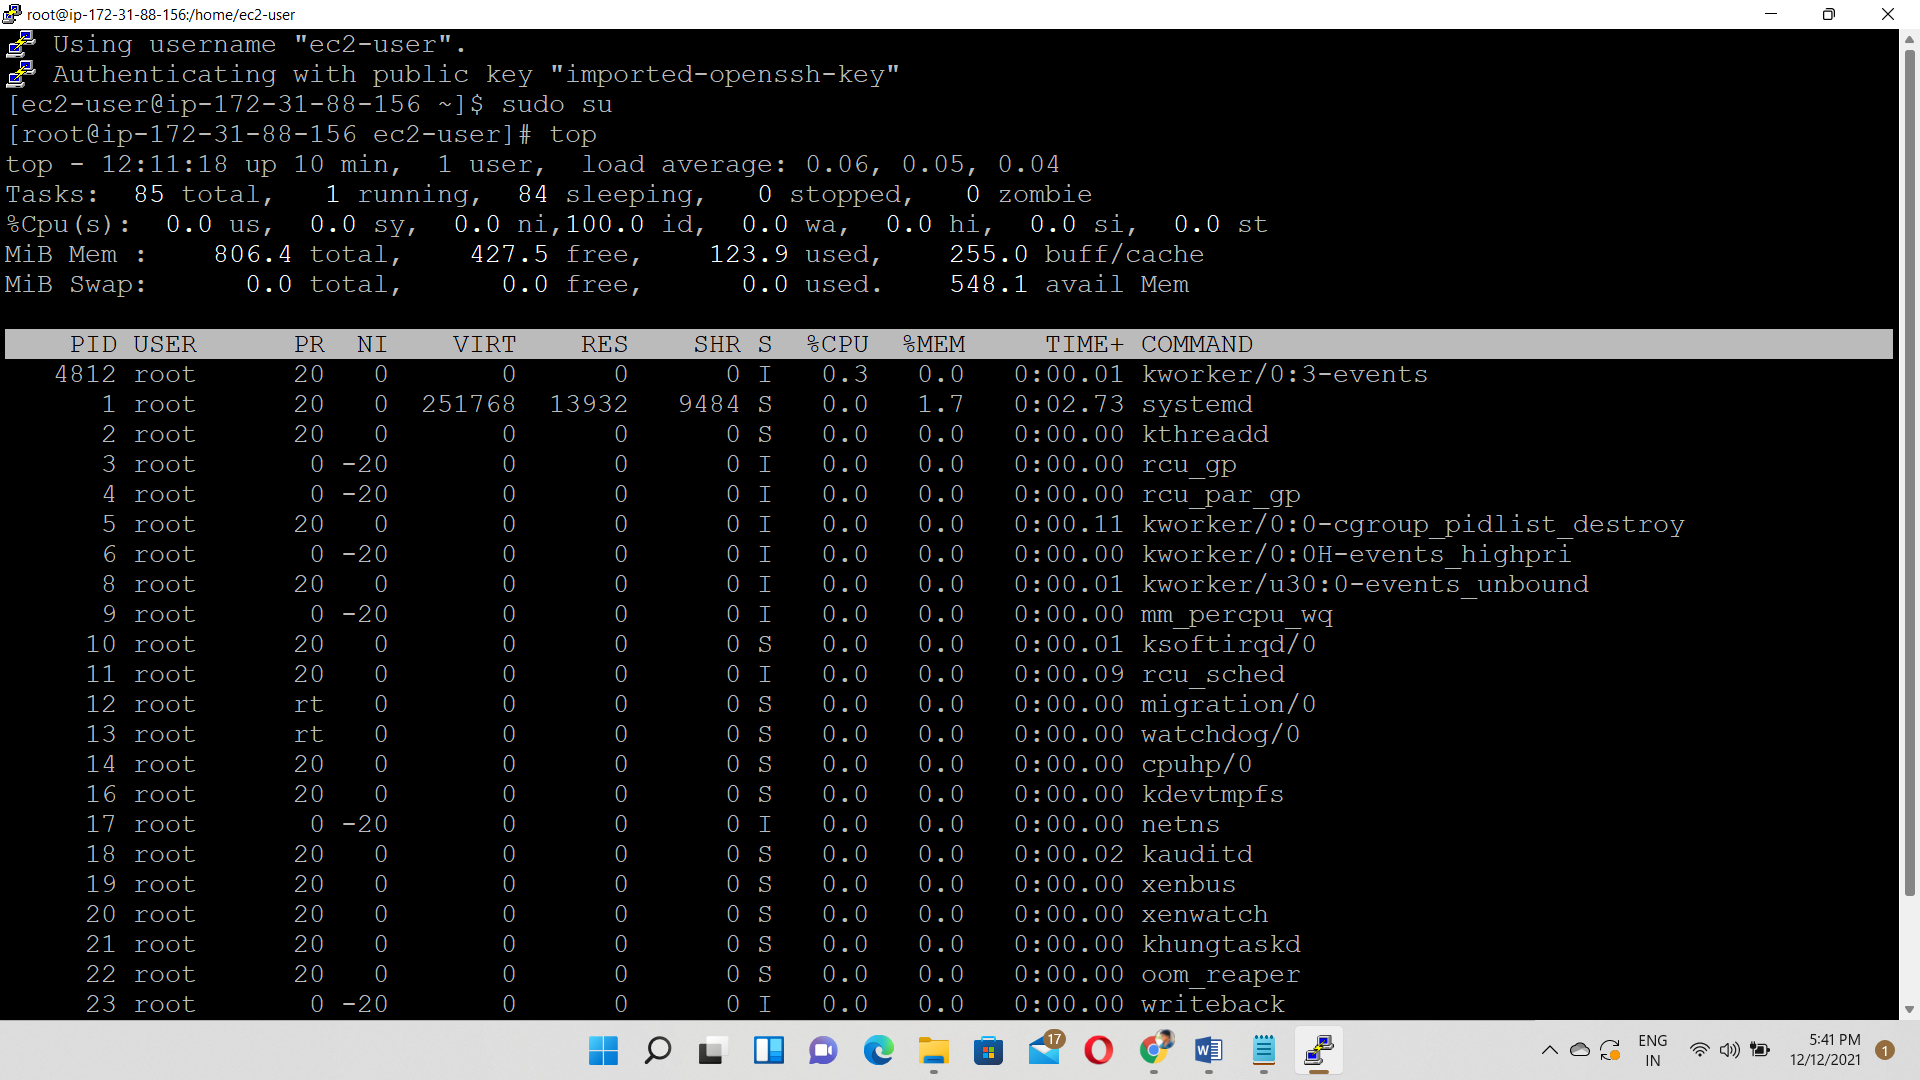 root@ip-172-31-88-156:/home/ec2-user
Using username "ec2-user".
Authenticating with public key "imported-openssh-key"
[ec2-user@ip-172-31-88-156 ~]$ sudo su
[root@ip-172-31-88-156 ec2-user]# top
top - 12:11:18 up 10 min,  1 user,  load average: 0.06, 0.05, 0.04
Tasks:  85 total,   1 running,  84 sleeping,   0 stopped,   0 zombie
%Cpu(s):  0.0 us,  0.0 sy,  0.0 ni,100.0 id,  0.0 wa,  0.0 hi,  0.0 si,  0.0 st
MiB Mem :    806.4 total,    427.5 free,    123.9 used,    255.0 buff/cache
MiB Swap:      0.0 total,      0.0 free,      0.0 used.    548.1 avail Mem
PID USER PR NI VIRT RES SHR S %CPU %MEM TIME+ COMMAND
4812 root 20 0 0 0 0 I 0.3 0.0 0:00.01 kworker/0:3-events
1 root 20 0 251768 13932 9484 S 0.0 1.7 0:02.73 systemd
2 root 20 0 0 0 0 S 0.0 0.0 0:00.00 kthreadd
3 root 0 -20 0 0 0 I 0.0 0.0 0:00.00 rcu_gp
4 root 0 -20 0 0 0 I 0.0 0.0 0:00.00 rcu_par_gp
5 root 20 0 0 0 0 I 0.0 0.0 0:00.11 kworker/0:0-cgroup_pidlist_destroy
6 root 0 -20 0 0 0 I 0.0 0.0 0:00.00 kworker/0:0H-events_highpri
8 root 20 0 0 0 0 I 0.0 0.0 0:00.01 kworker/u30:0-events_unbound
9 root 0 -20 0 0 0 I 0.0 0.0 0:00.00 mm_percpu_wq
10 root 20 0 0 0 0 S 0.0 0.0 0:00.01 ksoftirqd/0
11 root 20 0 0 0 0 I 0.0 0.0 0:00.09 rcu_sched
12 root rt 0 0 0 0 S 0.0 0.0 0:00.00 migration/0
13 root rt 0 0 0 0 S 0.0 0.0 0:00.00 watchdog/0
14 root 20 0 0 0 0 S 0.0 0.0 0:00.00 cpuhp/0
16 root 20 0 0 0 0 S 0.0 0.0 0:00.00 kdevtmpfs
17 root 0 -20 0 0 0 I 0.0 0.0 0:00.00 netns
18 root 20 0 0 0 0 S 0.0 0.0 0:00.02 kauditd
19 root 20 0 0 0 0 S 0.0 0.0 0:00.00 xenbus
20 root 20 0 0 0 0 S 0.0 0.0 0:00.00 xenwatch
21 root 20 0 0 0 0 S 0.0 0.0 0:00.00 khungtaskd
22 root 20 0 0 0 0 S 0.0 0.0 0:00.00 oom_reaper
23 root 0 -20 0 0 0 I 0.0 0.0 0:00.00 writeback
17
W
ENG
IN
5:41 PM
12/12/2021
1